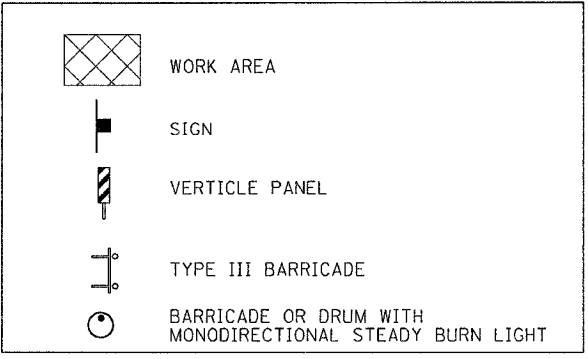 WORK AREA
SIGN
VERTICLE PANEL
TYPE III BARRICADE
BARRICADE OR DRUM WITH
MONODIRECTIONAL STEADY BURN LIGHT